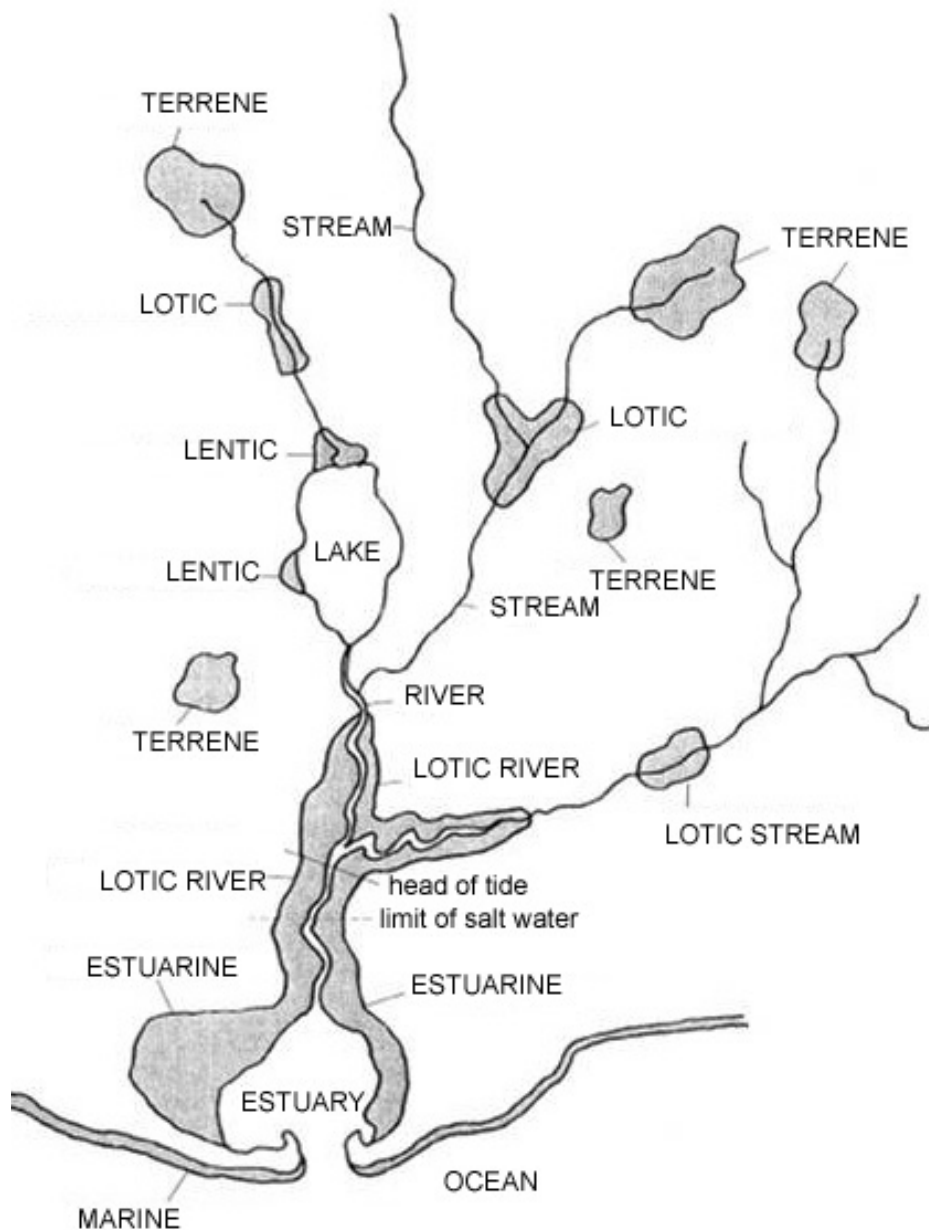 TERRENE
STREAM
TERRENE
LOTIC
LOTIC
LENTIC
LAKE
LENTIC
TERRENE
STREAM
RIVER
TERRENE
LOTIC RIVER
LOTIC STREAM
LOTIC RIVER
head of tide
limit of salt water
ESTUARINE
ESTUARINE
ESTUARY
OCEAN
MARINE